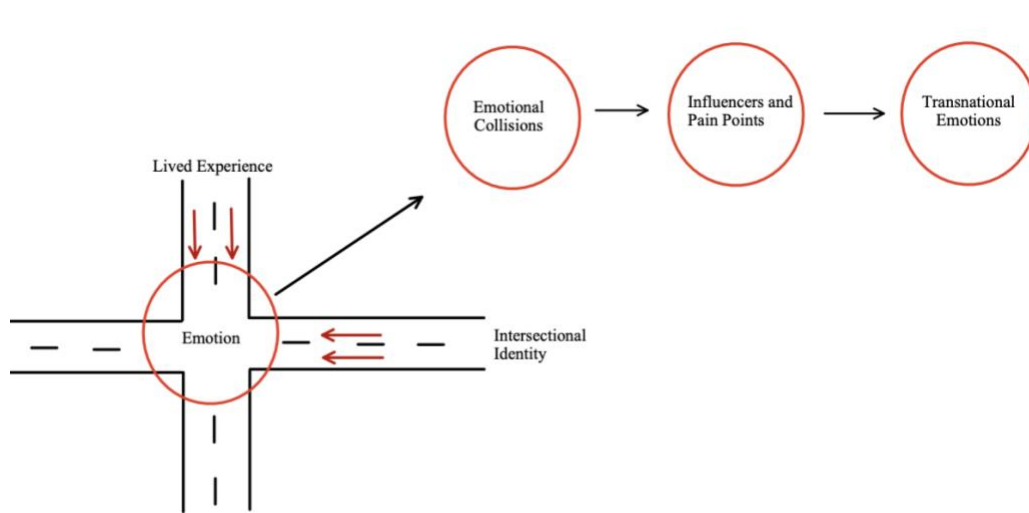 Emotional
Collisions
Influencers and
Pain Points
Transnational
Emotions
Lived Experience
Emotion
Intersectional
Identity